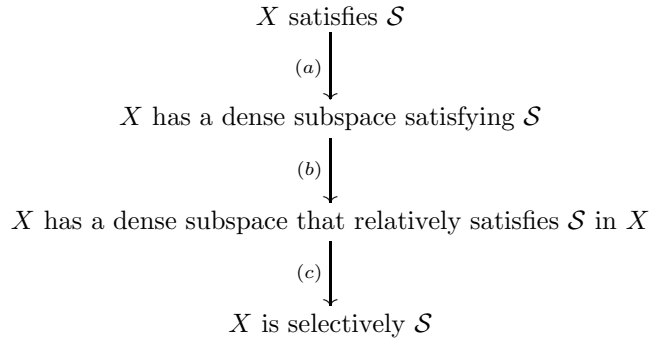 X satisfies 𝒮
(a)
X has a dense subspace satisfying 𝒮
(b)
X has a dense subspace that relatively satisfies 𝒮 in X
(c)
X is selectively 𝒮